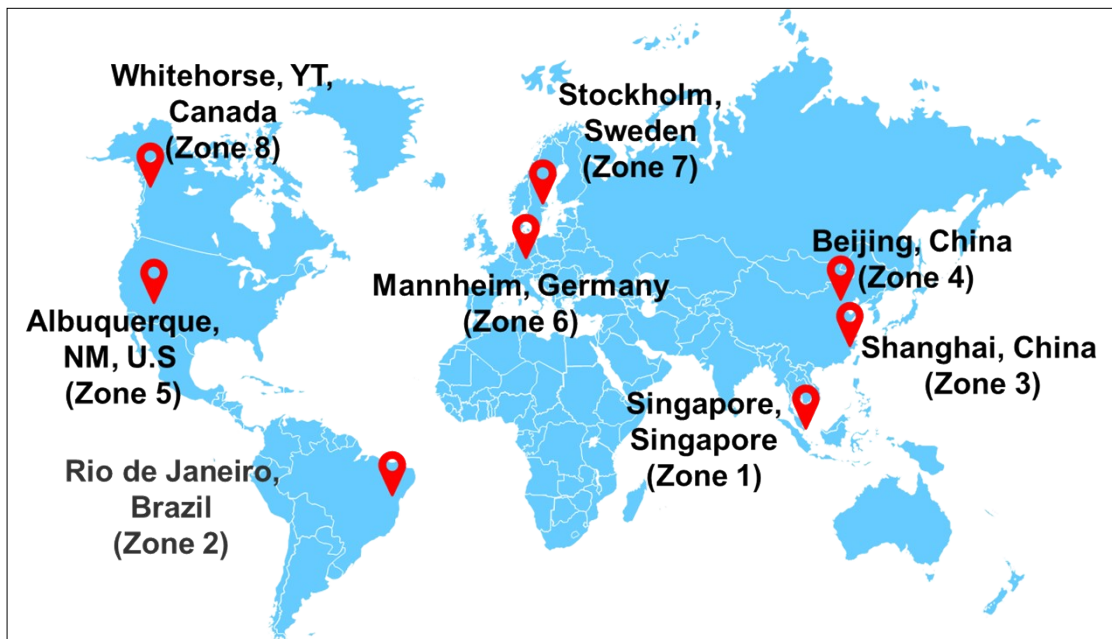 Whitehorse, YT,
Canada
(Zone 8)
Stockholm,
Sweden
(Zone 7)
Beijing, China
(Zone 4)
Mannheim, Germany
(Zone 6)
Albuquerque,
NM, U.S
(Zone 5)
Shanghai, China
(Zone 3)
Singapore,
Singapore
(Zone 1)
Rio de Janeiro,
Brazil
(Zone 2)